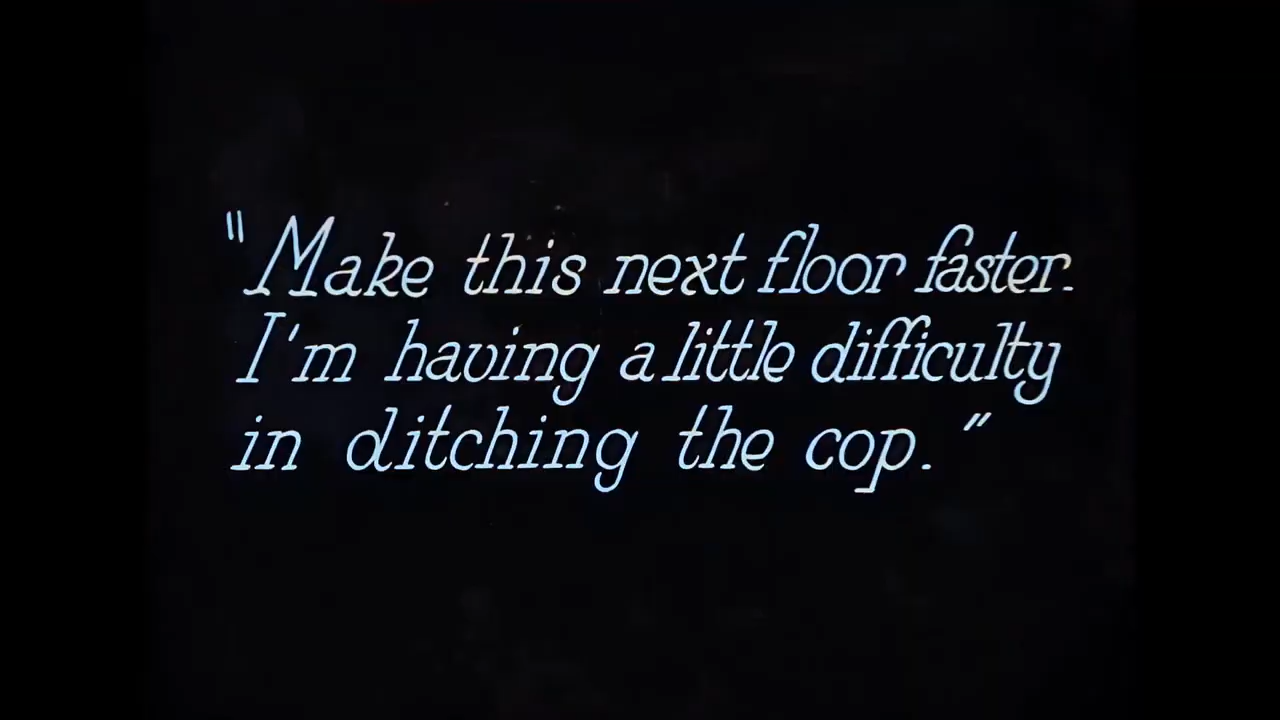 "Make this next floor faster.
I'm having a little difficulty
in ditching the cop."